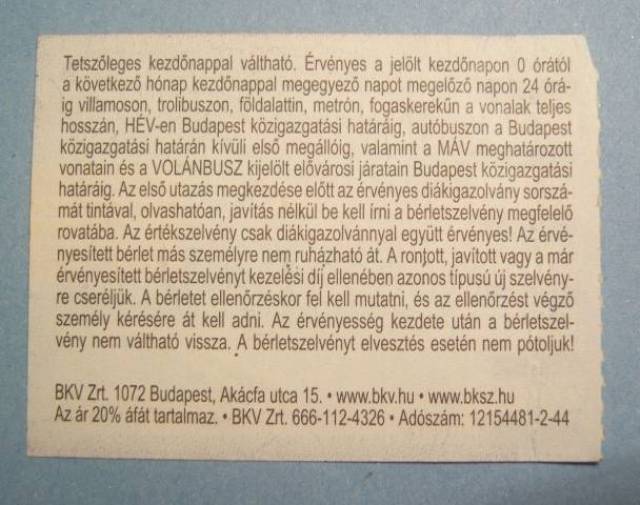 Tetszőleges kezdőnappal váltható. Érvényes a jelölt kezdőnapon 0 órától
a következő hónap kezdőnappal megegyező napot megelőző napon 24 órá-
ig villamoson, trolibuszon, földalattin, metrón, fogaskerekűn a vonalak teljes
hosszán, HÉV-en Budapest közigazgatási határáig, autóbuszon a Budapest
közigazgatási határán kívüli első megállóig, valamint a MÁV meghatározott
vonatain és a VOLÁNBUSZ kijelölt elővárosi járatain Budapest közigazgatási
határáig. Az első utazás megkezdése előtt az érvényes diákigazolvány sorszá-
mát tintával, olvashatóan, javítás nélkül be kell írni a bérletszelvény megfelelő
rovatába. Az értékszelvény csak diákigazolvánnyal együtt érvényes! Az érvé-
nyesített bérlet más személyre nem ruházható át. A rontott, javított vagy a már
érvényesített bérletszelvényt kezelési díj ellenében azonos típusú új szelvény-
re cseréljük. A bérletet ellenőrzéskor fel kell mutatni, és az ellenőrzést végző
személy kérésére át kell adni. Az érvényesség kezdete után a bérletszel-
vény nem váltható vissza. A bérletszelvényt elvesztés esetén nem pótoljuk!
BKV Zrt. 1072 Budapest, Akácfa utca 15. • www.bkv.hu • www.bksz.hu
Az ár 20% áfát tartalmaz. • BKV Zrt. 666-112-4326 • Adószám: 12154481-2-44